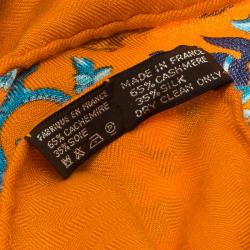 FABRIQUE EN FRANCE
65% CACHEMIRE
35% SOIE
MADE IN FRANCE
65% CASHMERE
35% SILK
DRY CLEAN ONLY